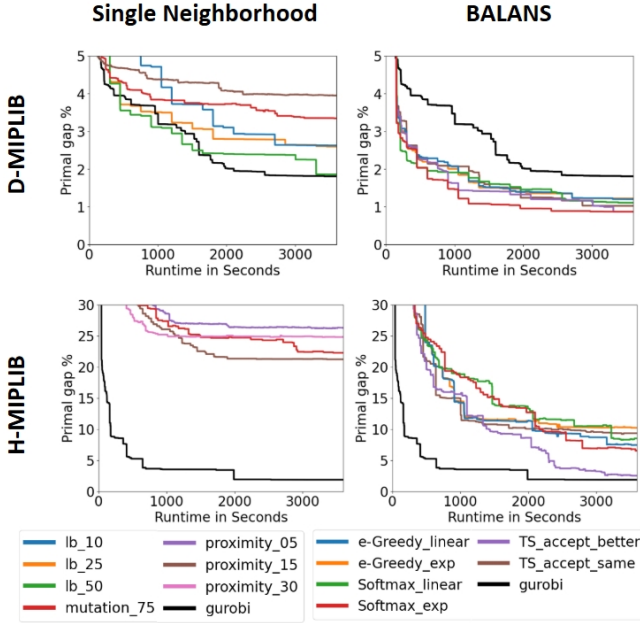 Single Neighborhood
BALANS
D-MIPLIB
Primal gap %
5
4
3
2
1
0
0
1000
2000
3000
Runtime in Seconds
Primal gap %
5
4
3
2
1
0
0
1000
2000
3000
Runtime in Seconds
H-MIPLIB
Primal gap %
30
25
20
15
10
5
0
0
1000
2000
3000
Runtime in Seconds
Primal gap %
30
25
20
15
10
5
0
0
1000
2000
3000
Runtime in Seconds
lb_10
lb_25
lb_50
mutation_75
proximity_05
proximity_15
proximity_30
gurobi
e-Greedy_linear
e-Greedy_exp
Softmax_linear
Softmax_exp
TS_accept_better
TS_accept_same
gurobi